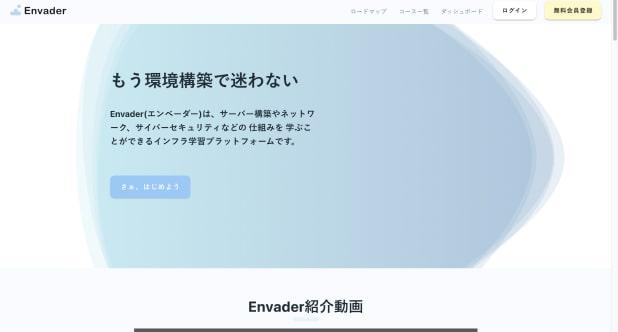 Envader
ロードマップ
コース一覧
ダッシュボード
ログイン
無料会員登録
もう環境構築で迷わない
Envader(エンベーダー)は、サーバー構築やネットワ
ーク、サイバーセキュリティなどの 仕組みを 学ぶこ
とができるインフラ学習プラットフォームです。
さぁ、はじめよう
Envader紹介動画